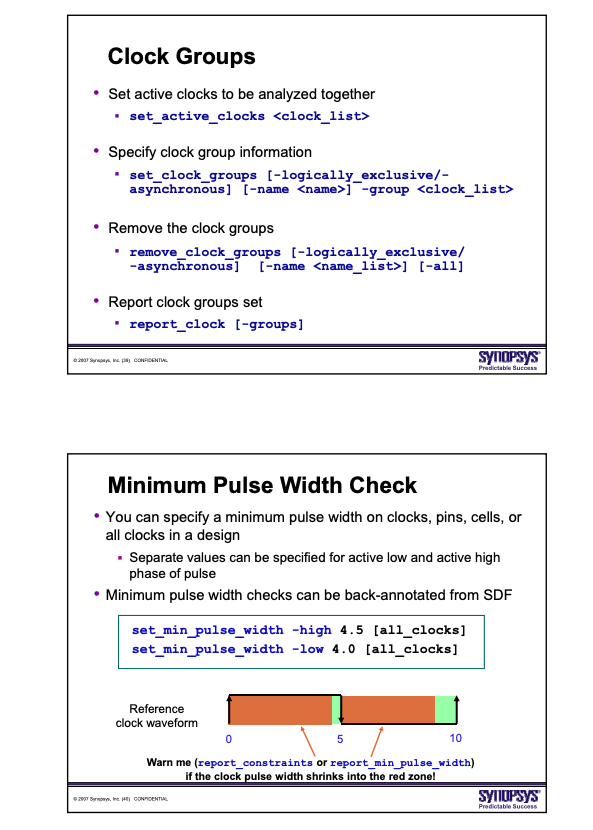 Clock Groups
• Set active clocks to be analyzed together
▪ set_active_clocks <clock_list>
• Specify clock group information
▪ set_clock_groups [-logically_exclusive/-
asynchronous] [-name <name>] -group <clock_list>
• Remove the clock groups
▪ remove_clock_groups [-logically_exclusive/
-asynchronous] [-name <name_list>] [-all]
• Report clock groups set
▪ report_clock [-groups]
© 2007 Synopsys, Inc. (39) CONFIDENTIAL
SYNOPSYS®
Predictable Success
Minimum Pulse Width Check
• You can specify a minimum pulse width on clocks, pins, cells, or
all clocks in a design
▪ Separate values can be specified for active low and active high
phase of pulse
• Minimum pulse width checks can be back-annotated from SDF
set_min_pulse_width -high 4.5 [all_clocks]
set_min_pulse_width -low 4.0 [all_clocks]
Reference
clock waveform
0 5 10
Warn me (report_constraints or report_min_pulse_width)
if the clock pulse width shrinks into the red zone!
© 2007 Synopsys, Inc. (40) CONFIDENTIAL
SYNOPSYS®
Predictable Success